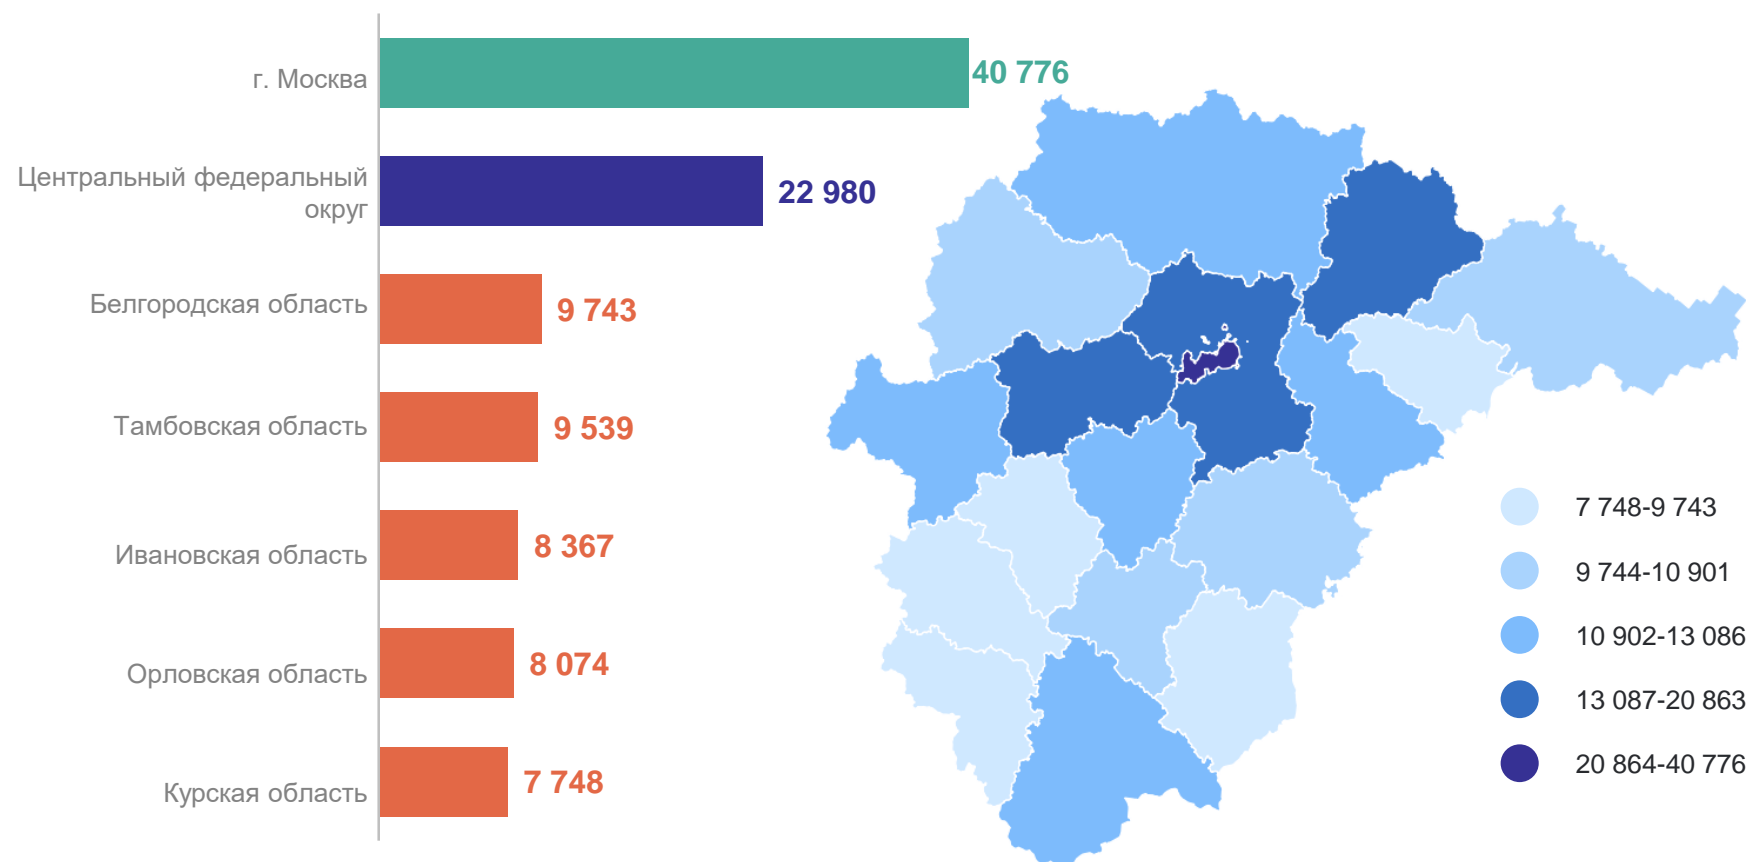 г. Москва
40 776
Центральный федеральный
округ
22 980
Белгородская область
9 743
Тамбовская область
9 539
Ивановская область
8 367
Орловская область
8 074
Курская область
7 748
7 748-9 743
9 744-10 901
10 902-13 086
13 087-20 863
20 864-40 776